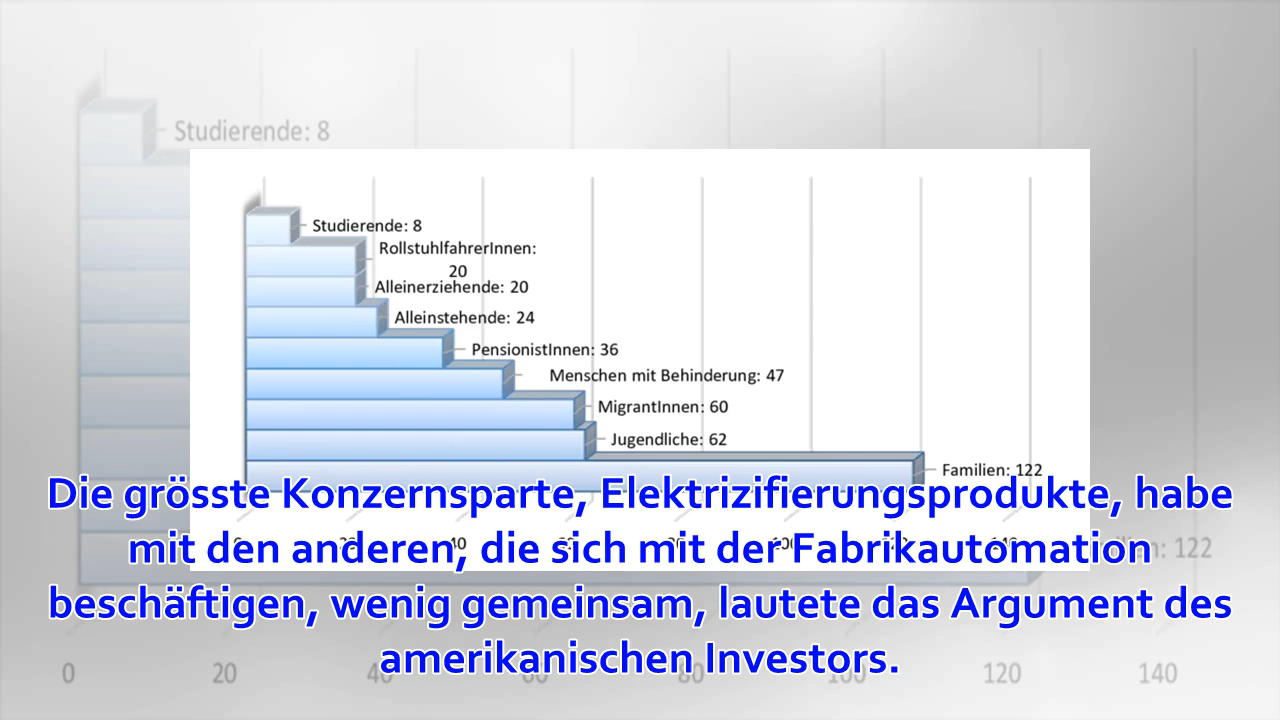 Studierende: 8
Studierende: 8
RollstuhlfahrerInnen:
20
Alleinerziehende: 20
Alleinstehende: 24
PensionistInnen: 36
Menschen mit Behinderung: 47
MigrantInnen: 60
Jugendliche: 62
Familien: 122
Die grösste Konzernsparte, Elektrizifierungsprodukte, habe
mit den anderen, die sich mit der Fabrikautomation
: 122
beschäftigen, wenig gemeinsam, lautete das Argument des
amerikanischen Investors.
0 20 40 60 80 100 120 140